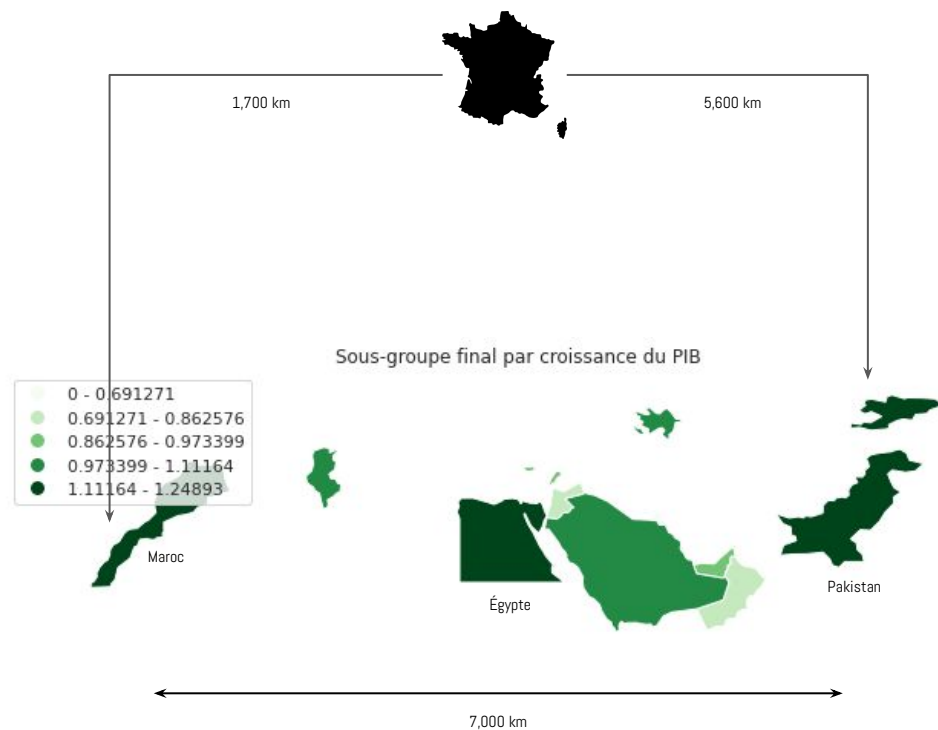 1,700 km
5,600 km
Sous-groupe final par croissance du PIB
0 - 0.691271
0.691271 - 0.862576
0.862576 - 0.973399
0.973399 - 1.11164
1.11164 - 1.24893
Maroc
Égypte
Pakistan
7,000 km